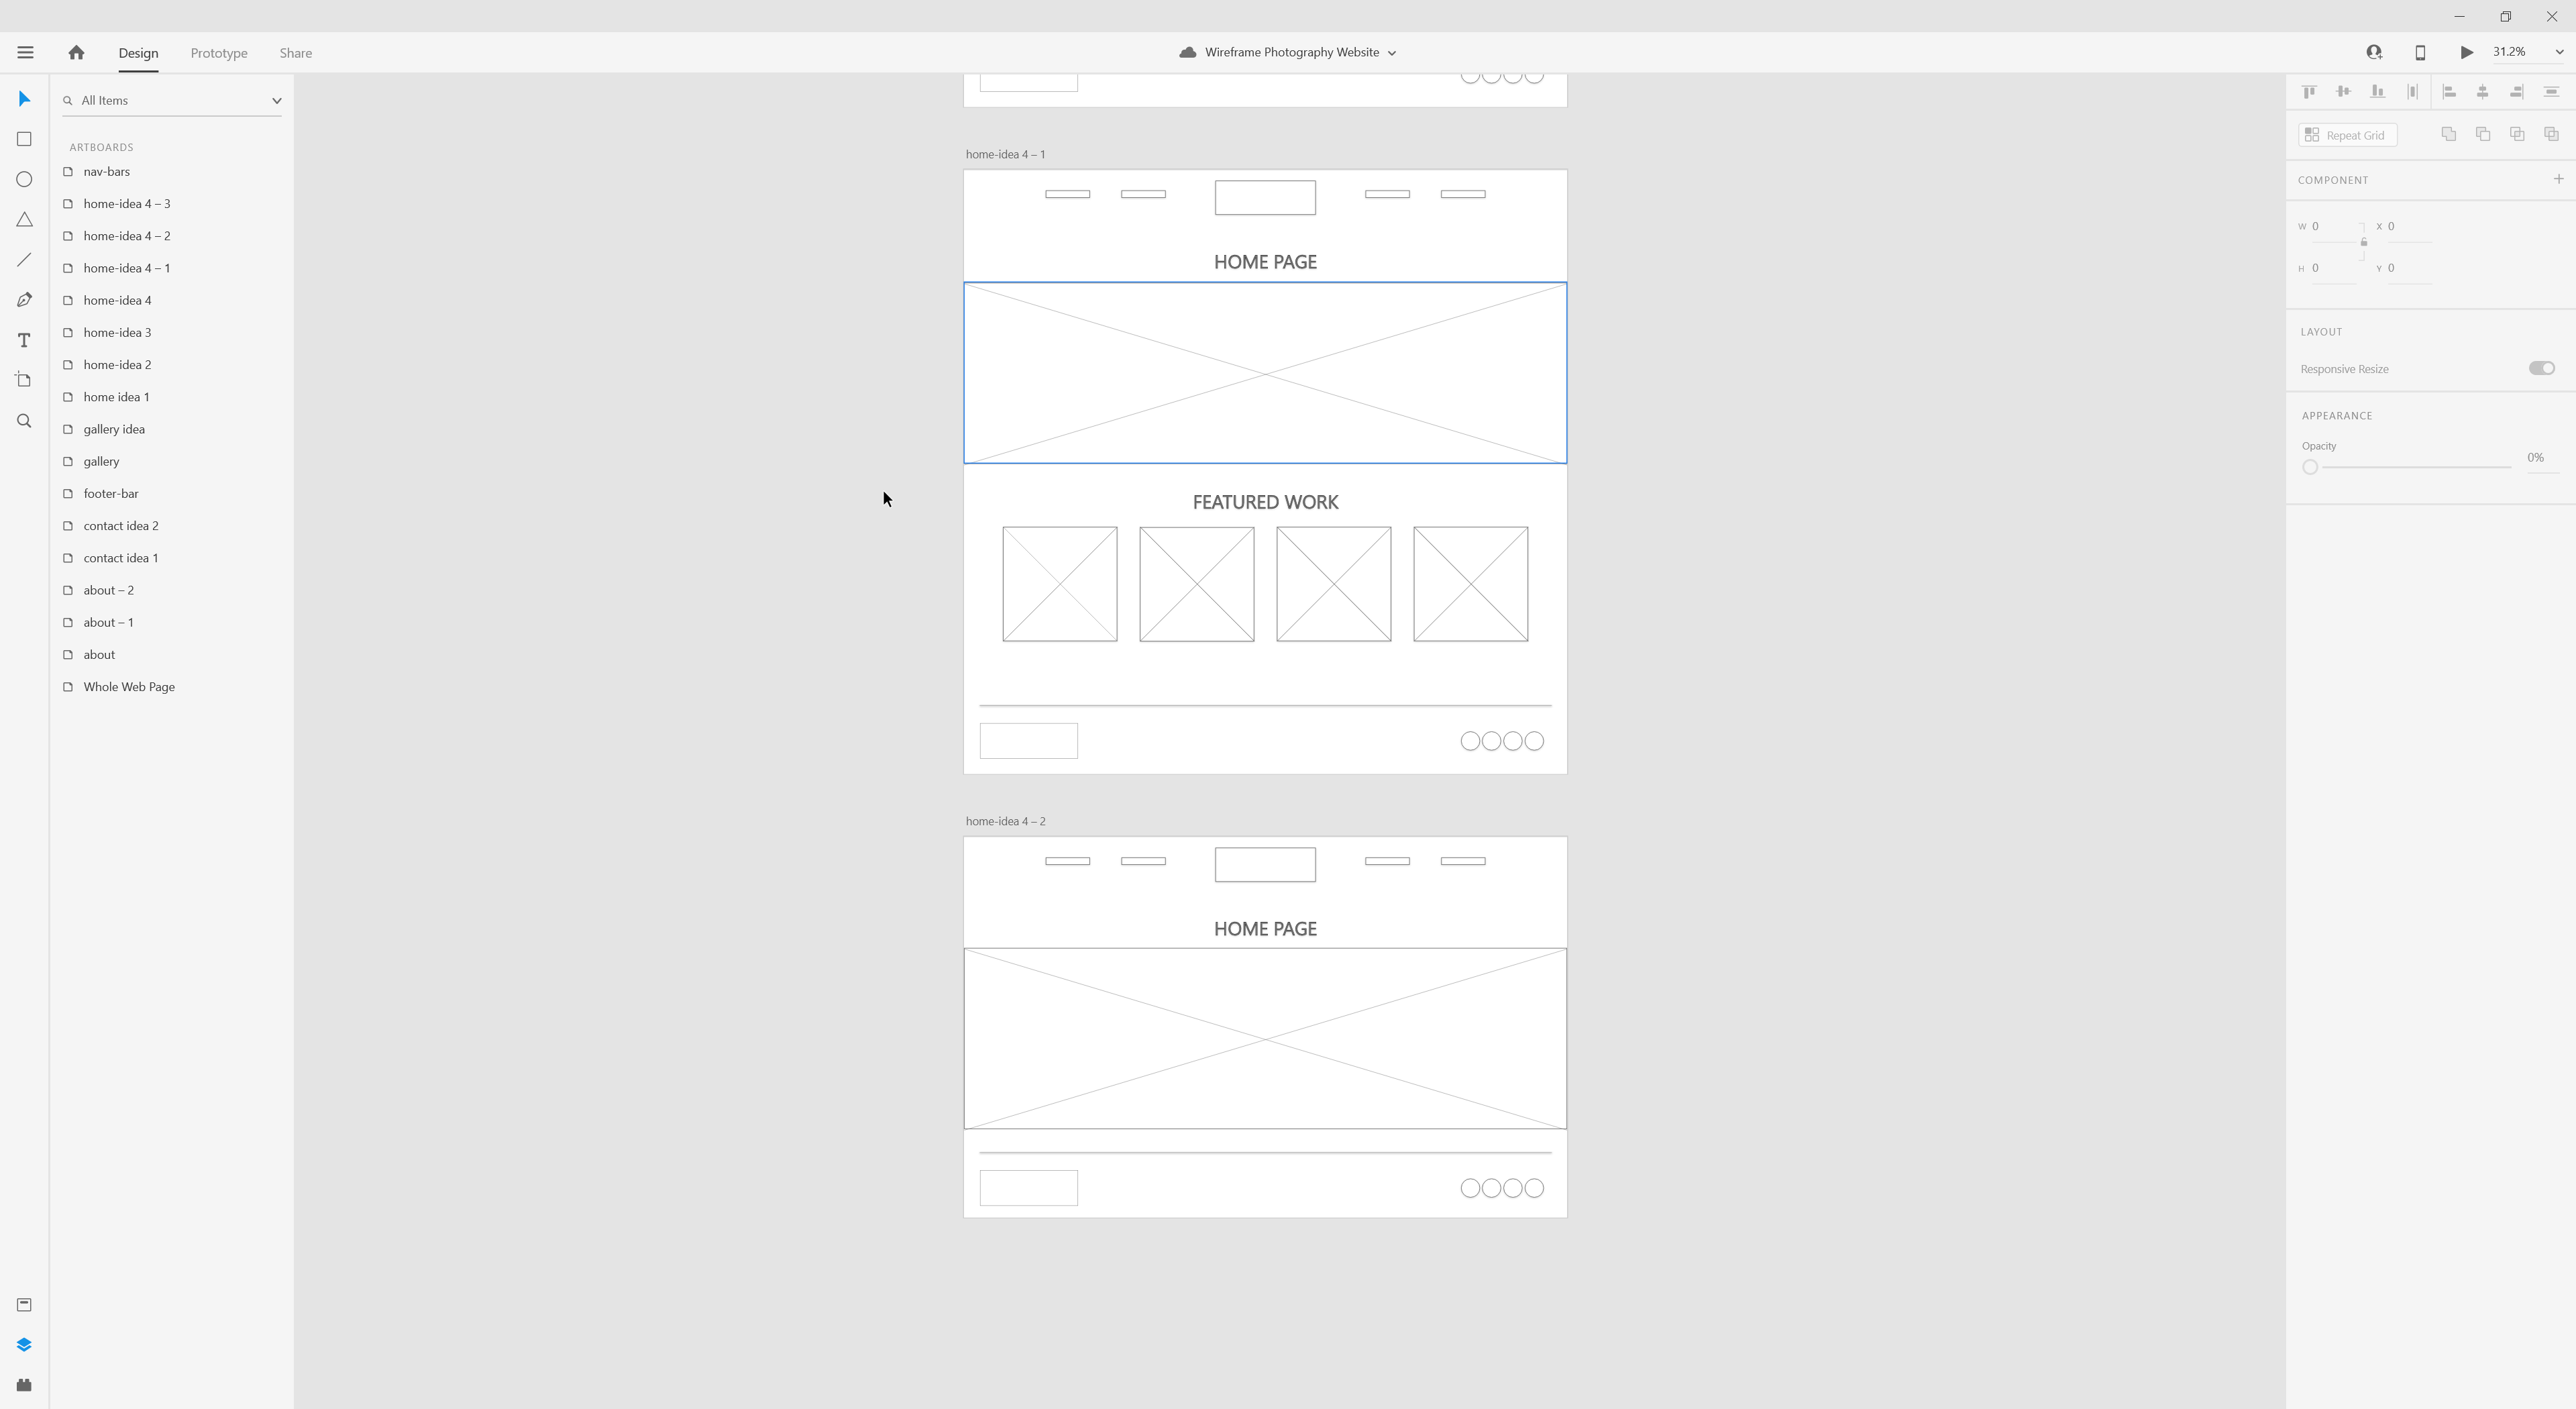 Design Prototype Share Wireframe Photography Website 31.2%
All Items
ARTBOARDS
nav-bars
home-idea 4 – 3
home-idea 4 – 2
home-idea 4 – 1
home-idea 4
home-idea 3
home-idea 2
home idea 1
gallery idea
gallery
footer-bar
contact idea 2
contact idea 1
about – 2
about – 1
about
Whole Web Page
home-idea 4 – 1
HOME PAGE
FEATURED WORK
home-idea 4 – 2
HOME PAGE
Repeat Grid
COMPONENT
W 0 X 0
H 0 Y 0
LAYOUT
Responsive Resize
APPEARANCE
Opacity
0%